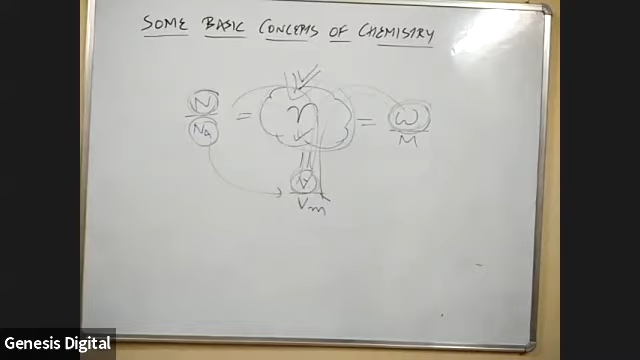 SOME BASIC CONCEPTS OF CHEMISTRY
N = n = W
NA M
V
Vm
Genesis Digital